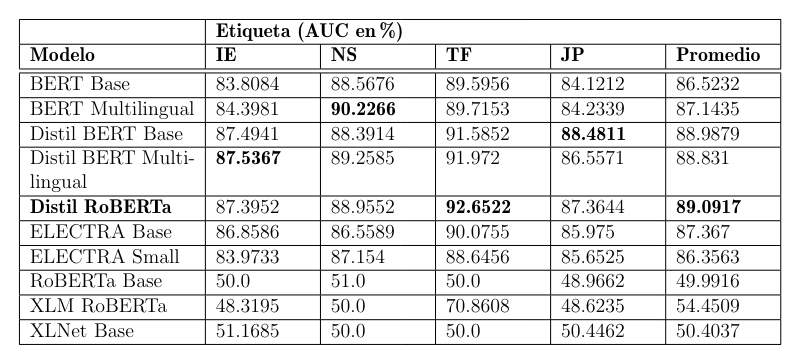 Etiqueta (AUC en %)
Modelo IE NS TF JP Promedio
BERT Base 83.8084 88.5676 89.5956 84.1212 86.5232
BERT Multilingual 84.3981 90.2266 89.7153 84.2339 87.1435
Distil BERT Base 87.4941 88.3914 91.5852 88.4811 88.9879
Distil BERT Multi- 87.5367 89.2585 91.972 86.5571 88.831
lingual
Distil RoBERTa 87.3952 88.9552 92.6522 87.3644 89.0917
ELECTRA Base 86.8586 86.5589 90.0755 85.975 87.367
ELECTRA Small 83.9733 87.154 88.6456 85.6525 86.3563
RoBERTa Base 50.0 51.0 50.0 48.9662 49.9916
XLM RoBERTa 48.3195 50.0 70.8608 48.6235 54.4509
XLNet Base 51.1685 50.0 50.0 50.4462 50.4037